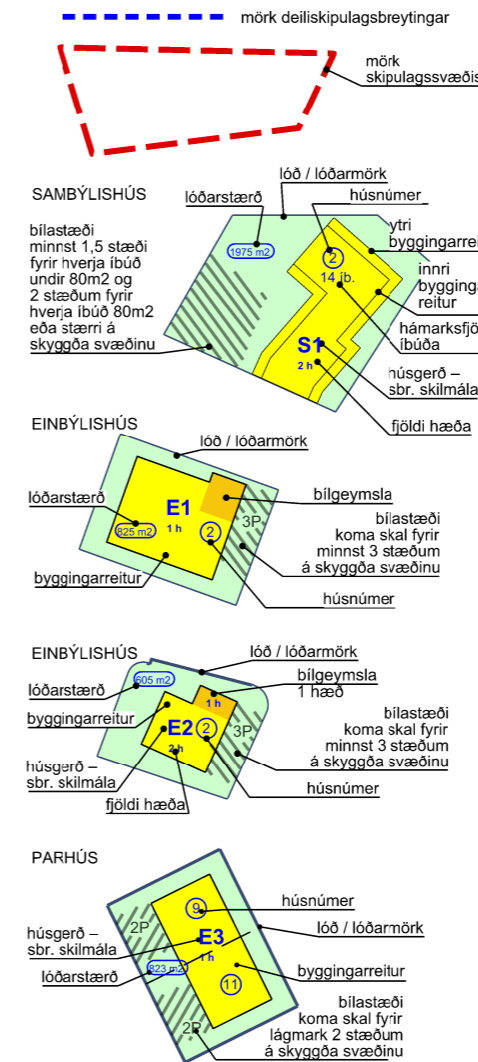 mörk deiliskipulagsbreytingar
mörk
skipulagssvæðis
SAMBÝLISHÚS
lóð / lóðarmörk
lóðarstærð
húsnúmer
bílastæði
minnst 1,5 stæði
fyrir hverja íbúð
undir 80m2 og
2 stæðum fyrir
hverja íbúð 80m2
eða stærri á
skyggða svæðinu
1975 m2
2
14 íb.
S1
2 h
ytri
byggingarrei
innri
bygginga
reitur
hámarksfjö
íbúða
húsgerð –
sbr. skilmála
fjöldi hæða
EINBÝLISHÚS
lóð / lóðarmörk
lóðarstærð
E1
1 h
825 m2
2
3P
bílgeymsla
bílastæði
koma skal fyrir
minnst 3 stæðum
á skyggða svæðinu
byggingarreitur
húsnúmer
EINBÝLISHÚS
lóð / lóðarmörk
lóðarstærð
605 m2
bílgeymsla
1 hæð
1 h
byggingarreitur
E2
2
2 h
3P
bílastæði
koma skal fyrir
minnst 3 stæðum
á skyggða svæðinu
húsgerð –
sbr. skilmála
fjöldi hæða
húsnúmer
PARHÚS
2P
9
húsnúmer
húsgerð –
sbr. skilmála
E3
1 h
lóð / lóðarmörk
lóðarstærð
823 m2
byggingarreitur
11
2P
bílastæði
koma skal fyrir
lágmark 2 stæðum
á skyggða svæðinu